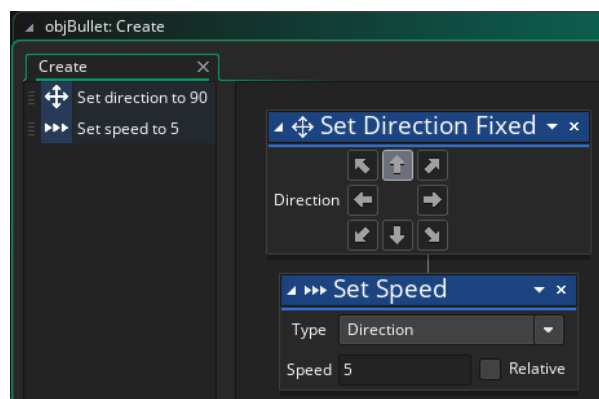 objBullet: Create
Create
Set direction to 90
Set speed to 5
Set Direction Fixed
Direction
Set Speed
Type Direction
Speed 5 Relative